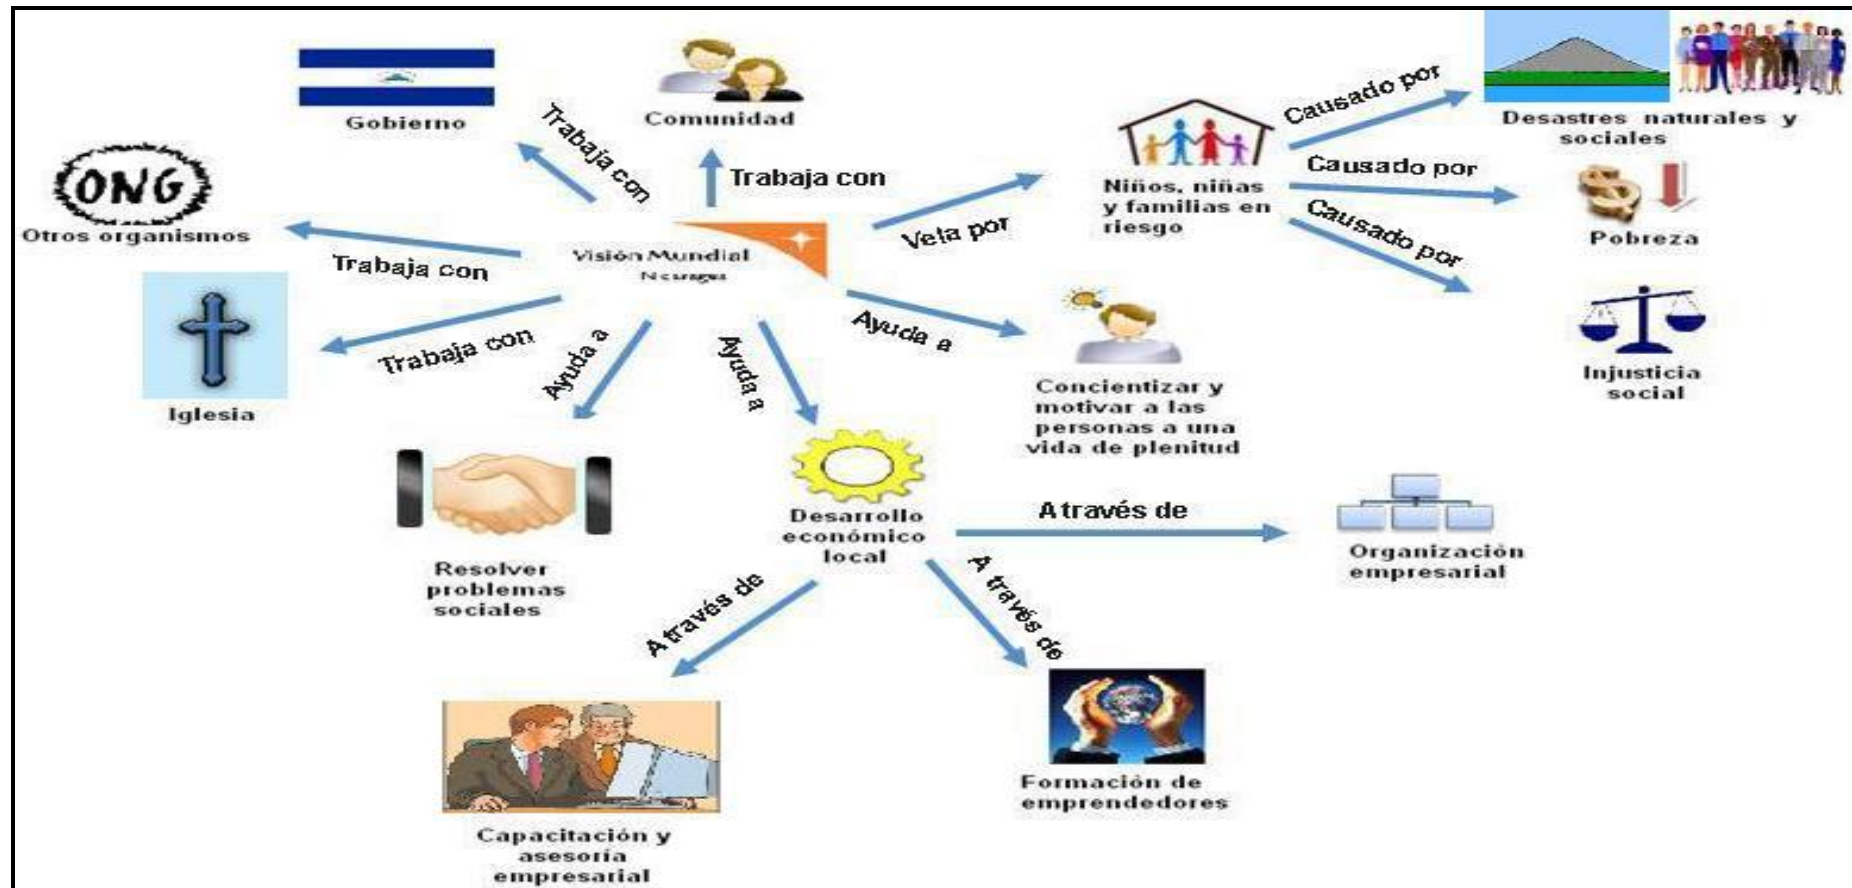 Gobierno
Trabaja con
Comunidad
Trabaja con
ONG
Otros organismos
Trabaja con
Iglesia
Trabaja con
Visión Mundial
Nicaragua
Vela por
Niños, niñas
y familias en
riesgo
Causado por
Desastres naturales y
sociales
Causado por
Pobreza
Causado por
Injusticia
social
Ayuda a
Concientizar y
motivar a las
personas a una
vida de plenitud
Ayuda a
Resolver
problemas
sociales
Ayuda a
Desarrollo
económico
local
A través de
Organización
empresarial
A través de
Formación de
emprendedores
A través de
Capacitación y
asesoría
empresarial